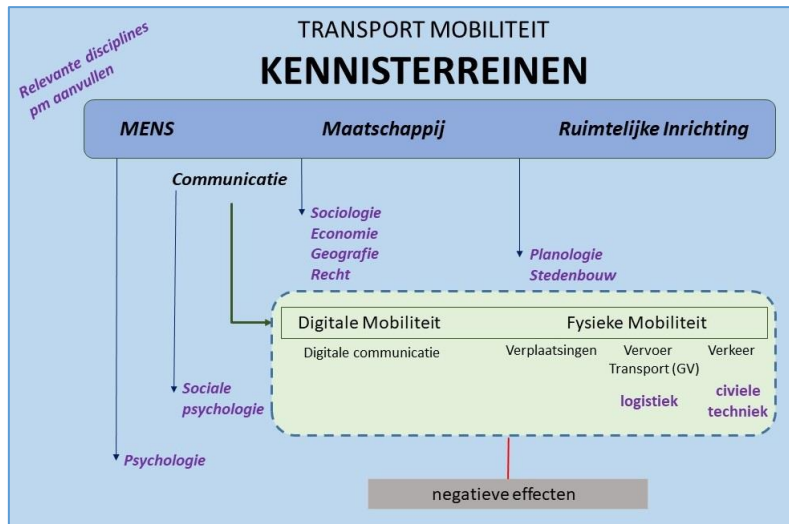 TRANSPORT MOBILITEIT
KENNISTERREINEN
Relevante disciplines
pm aanvullen
MENS
Maatschappij
Ruimtelijke Inrichting
Communicatie
Sociologie
Economie
Geografie
Recht
Planologie
Stedenbouw
Digitale Mobiliteit
Fysieke Mobiliteit
Digitale communicatie
Verplaatsingen
Vervoer
Transport (GV)
Verkeer
logistiek
civiele
techniek
Sociale
psychologie
Psychologie
negatieve effecten